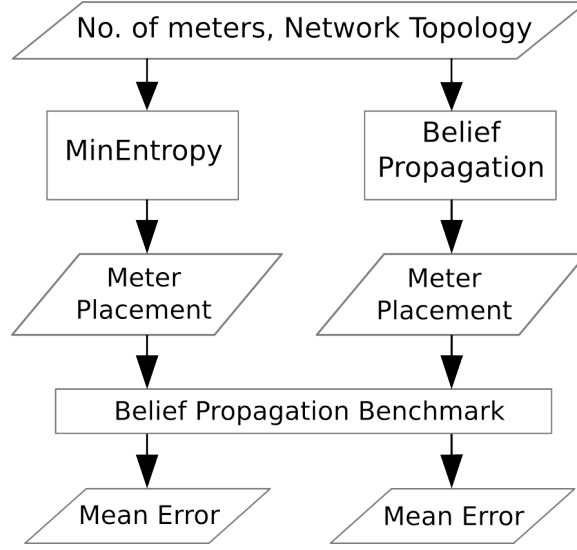 No. of meters, Network Topology
MinEntropy
Belief
Propagation
Meter
Placement
Meter
Placement
Belief Propagation Benchmark
Mean Error
Mean Error